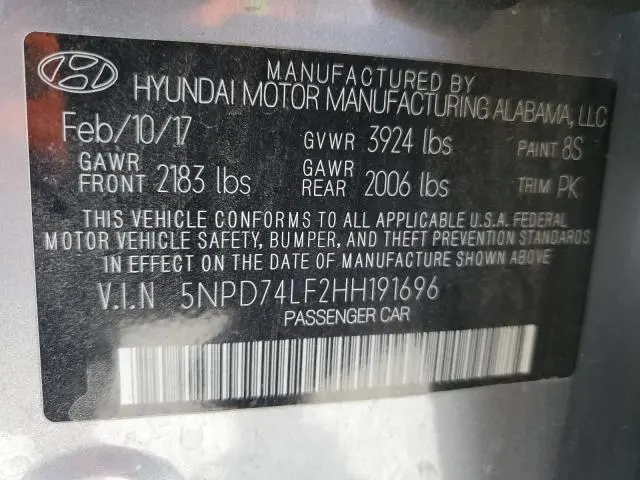 MANUFACTURED BY
HYUNDAI MOTOR MANUFACTURING ALABAMA, LLC
Feb/10/17 GVWR 3924 lbs PAINT 8S
GAWR FRONT 2183 lbs GAWR REAR 2006 lbs TRIM PK
THIS VEHICLE CONFORMS TO ALL APPLICABLE U.S.A. FEDERAL
MOTOR VEHICLE SAFETY, BUMPER, AND THEFT PREVENTION STANDARDS
IN EFFECT ON THE DATE OF MANUFACTURE SHOWN ABOVE.
V.I.N 5NPD74LF2HH191696
PASSENGER CAR